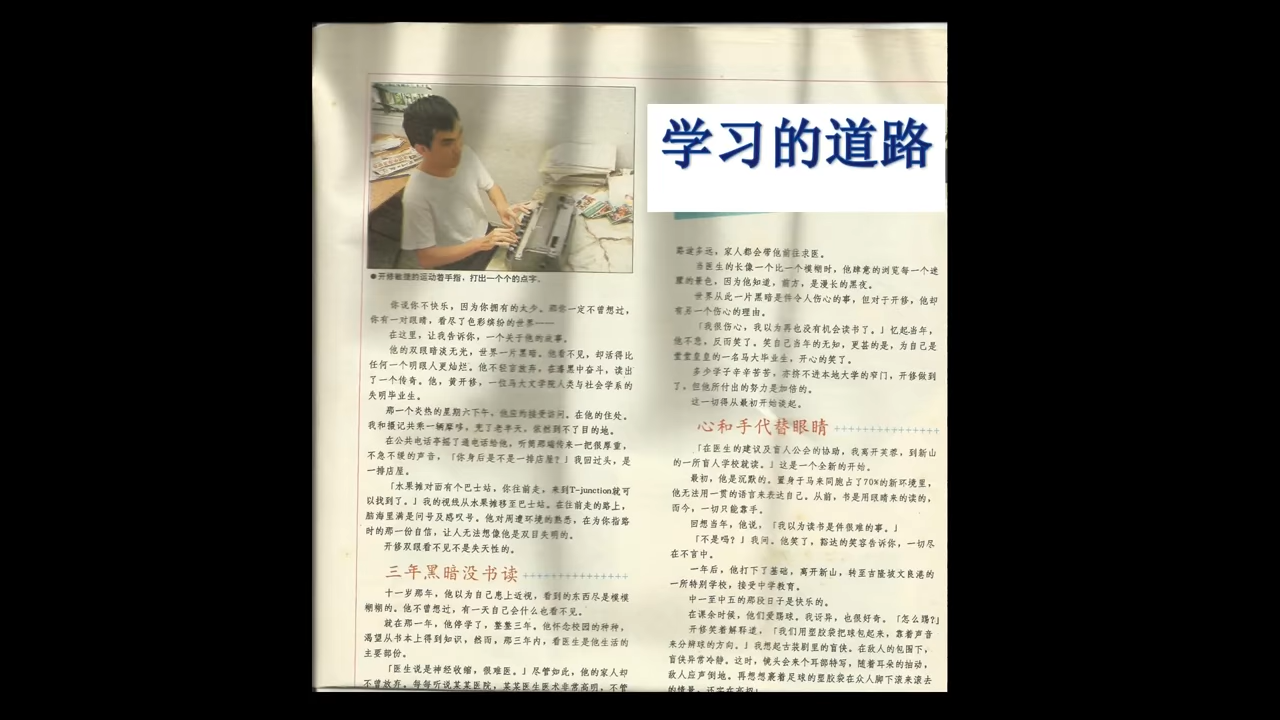 学习的道路
●开修敏捷的运动着手指，打出一个个的点字。
你说你不快乐，因为你拥有的太少。那你一定不曾想过，
你有一对眼睛，看尽了色彩缤纷的世界——
在这里，让我告诉你，一个关于他的故事。
他的双眼暗淡无光，世界一片黑暗。他看不见，却活得比
任何一个明眼人更灿烂。他不轻言放弃，在漆黑中奋斗，谈出
了一个传奇。他，黄开修，一位马大文学院人类与社会学系的
失明毕业生。
那一个炎热的星期六下午，他应约接受访问。在他的住处。
我和摄记共乘一辆摩哆，兜了老半天，依然到不了目的地。
在公共电话亭摇了通电话给他，听筒那端传来一把很厚重，
不急不缓的声音，「你身后是不是一排店屋？」我回过头，是
一排店屋。
「水果摊对面有个巴士站，你往前走，来到T-junction就可
以找到了。」我的视线从水果摊移至巴士站。在往前走的路上，
脑海里满是问号及感叹号。他对周遭环境的熟悉，在为你指路
时的那一份自信，让人无法想像他是双目失明的。
开修双眼看不见不是失天性的。
三年黑暗没书读
十一岁那年，他以为自己患上近视，看到的东西尽是模模
糊糊的。他不曾想过，有一天自己会什么也看不见。
就在那一年，他停学了，整整三年。他怀念校园的种种，
渴望从书本上得到知识，然而，那三年内，看医生是他生活的
主要部份。
「医生说是神经收缩，很难医。」尽管如此，他的家人却
不曾放弃。每每听说某某医院，某某医生医术非常高明，不管
路途多远，家人都会带他前往求医。
当医生的长像一个比一个模糊时，他肆意的浏览每一个迷
蒙的景色。因为他知道，前方，是漫长的黑夜。
世界从此一片黑暗是件令人伤心的事，但对于开修，他却
有另一个伤心的理由。
「我很伤心，我以为再也没有机会读书了。」忆起当年，
他不悲，反而笑了。笑自己当年的无知，更甚的是，为自己是
堂堂皇皇的一名马大毕业生，开心的笑了。
多少学子辛辛苦苦，亦挤不进本地大学的窄门，开修做到
了。但他所付出的努力是加倍的。
这一切得从最初开始谈起。
心和手代替眼睛
「在医生的建议及盲人公会的协助，我离开芙蓉，到新山
的一所盲人学校就读。」这是一个全新的开始。
最初，他是沉默的。置身于马来同胞占了70%的新环境里，
他无法用一贯的语言来表达自己。从前，书是用眼睛来的读的，
而今，一切只能靠手。
回想当年，他说，「我以为读书是件很难的事。」
「不是吗？」我问。他笑了，豁达的笑容告诉你，一切尽
在不言中。
一年后，他打下了基础，离开新山，转至吉隆坡文良港的
一所特别学校，接受中学教育。
中一至中五的那段日子是快乐的。
在课余时候，他们爱踢球。我讶异，也很好奇。「怎么踢？」
开修笑着解释道，「我们用塑胶袋把球包起来，靠着声音
来分辨球的方向。」我想起古装剧里的盲侠。在敌人的包围下，
盲侠异常冷静。这时，镜头会来个耳部特写，随着耳朵的抽动，
敌人应声倒地。再想想裹着足球的塑胶袋在众人脚下滚来滚去